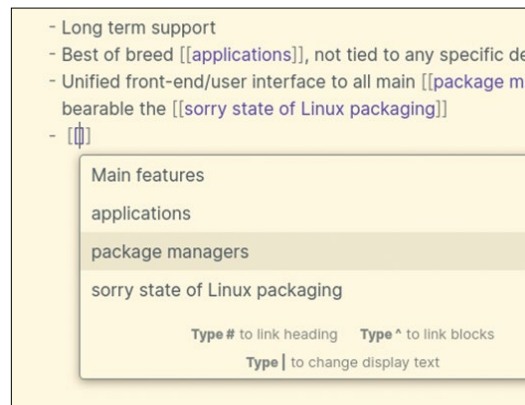 - Long term support
- Best of breed [[applications]], not tied to any specific de
- Unified front-end/user interface to all main [[package m
bearable the [[sorry state of Linux packaging]]
- [[]]
Main features
applications
package managers
sorry state of Linux packaging
Type # to link heading Type ^ to link blocks
Type | to change display text